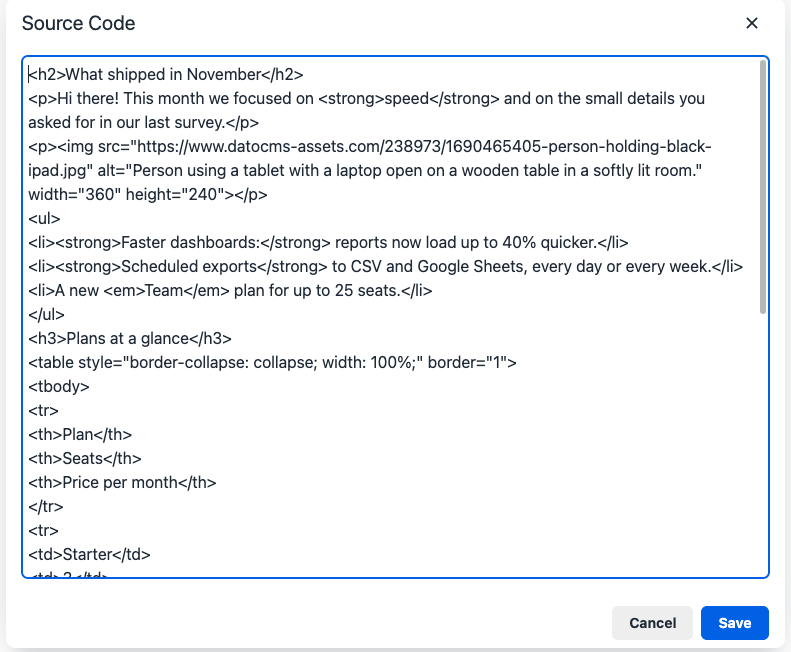 Source Code
<h2>What shipped in November</h2>
<p>Hi there! This month we focused on <strong>speed</strong> and on the small details you
asked for in our last survey.</p>
<p><img src="https://www.datocms-assets.com/238973/1690465405-person-holding-black-
ipad.jpg" alt="Person using a tablet with a laptop open on a wooden table in a softly lit room."
width="360" height="240"></p>
<ul>
<li><strong>Faster dashboards:</strong> reports now load up to 40% quicker.</li>
<li><strong>Scheduled exports</strong> to CSV and Google Sheets, every day or every week.</li>
<li>A new <em>Team</em> plan for up to 25 seats.</li>
</ul>
<h3>Plans at a glance</h3>
<table style="border-collapse: collapse; width: 100%;" border="1">
<tbody>
<tr>
<th>Plan</th>
<th>Seats</th>
<th>Price per month</th>
</tr>
<tr>
<td>Starter</td>
Cancel
Save